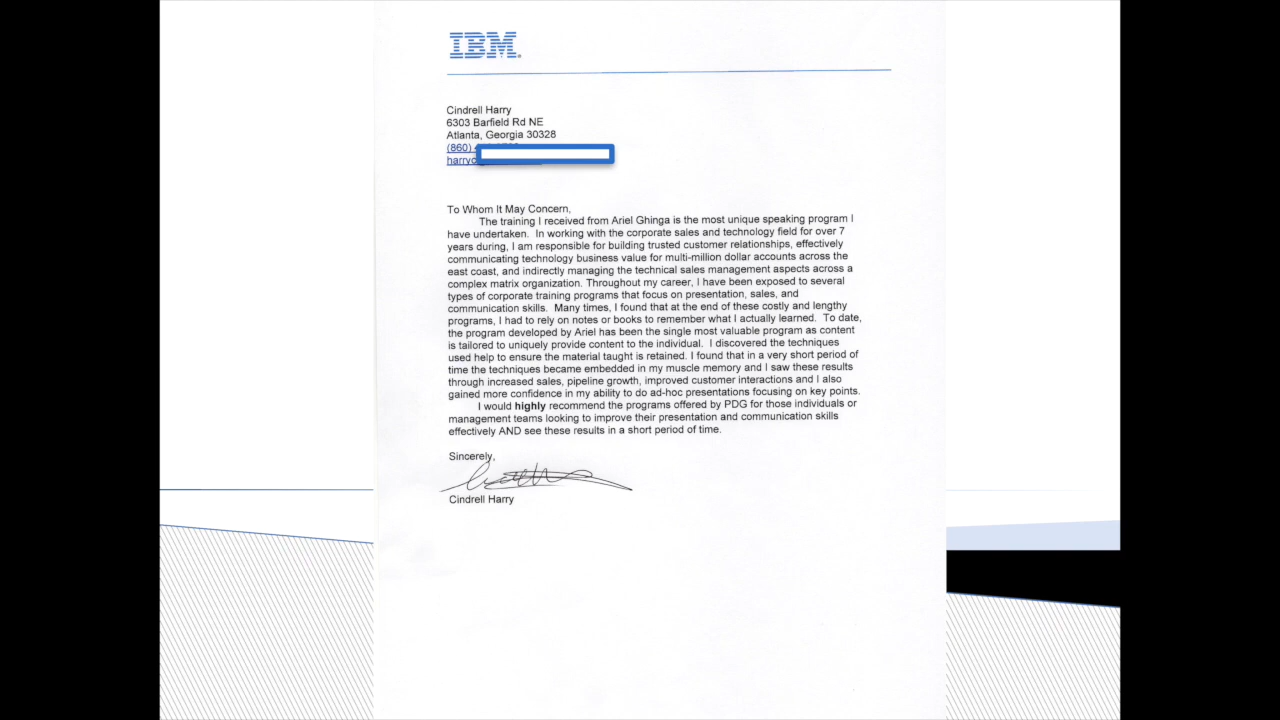 IBM.
Cindrell Harry
6303 Barfield Rd NE
Atlanta, Georgia 30328
(860)
To Whom It May Concern,
The training I received from Ariel Ghinga is the most unique speaking program I
have undertaken. In working with the corporate sales and technology field for over 7
years during, I am responsible for building trusted customer relationships, effectively
communicating technology business value for multi-million dollar accounts across the
east coast, and indirectly managing the technical sales management aspects across a
complex matrix organization. Throughout my career, I have been exposed to several
types of corporate training programs that focus on presentation, sales, and
communication skills. Many times, I found that at the end of these costly and lengthy
programs, I had to rely on notes or books to remember what I actually learned. To date,
the program developed by Ariel has been the single most valuable program as content
is tailored to uniquely provide content to the individual. I discovered the techniques
used help to ensure the material taught is retained. I found that in a very short period of
time the techniques became embedded in my muscle memory and I saw these results
through increased sales, pipeline growth, improved customer interactions and I also
gained more confidence in my ability to do ad-hoc presentations focusing on key points.
I would highly recommend the programs offered by PDG for those individuals or
management teams looking to improve their presentation and communication skills
effectively AND see these results in a short period of time.
Sincerely,
Cindrell Harry